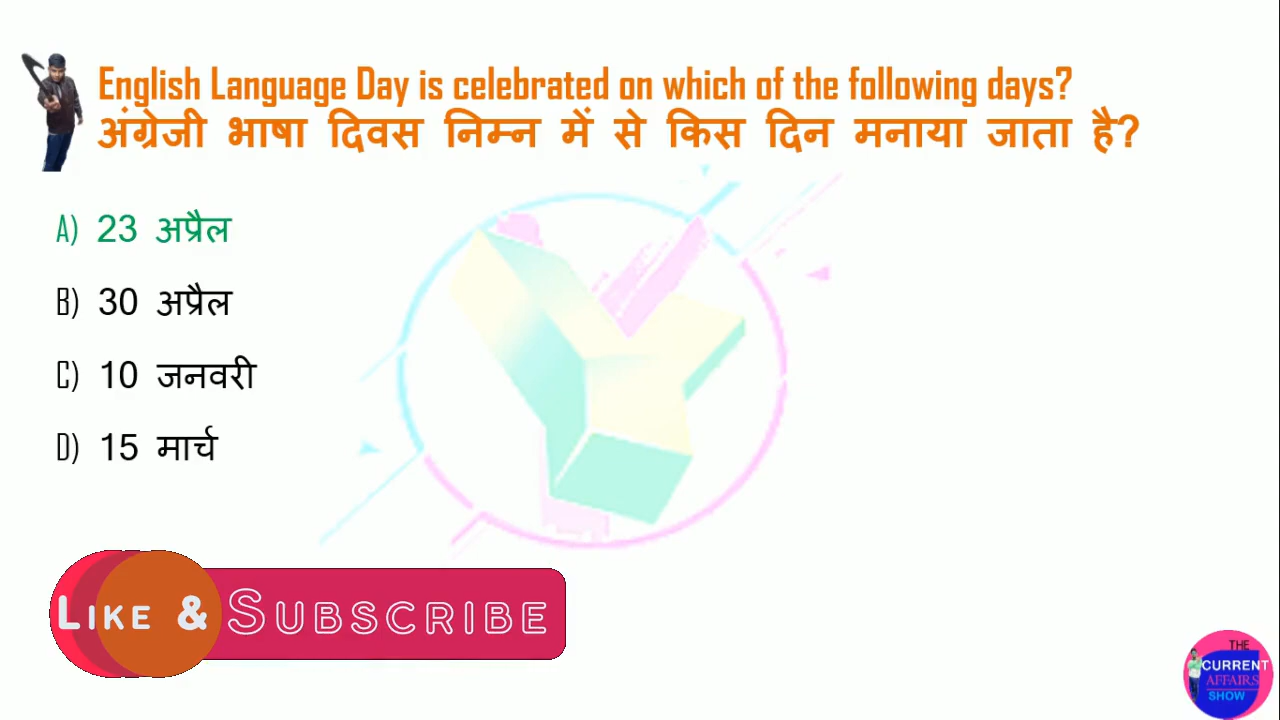 English Language Day is celebrated on which of the following days?
अंग्रेजी भाषा दिवस निम्न में से किस दिन मनाया जाता है?
A) 23 अप्रैल
B) 30 अप्रैल
C) 10 जनवरी
D) 15 मार्च
LIKE & SUBSCRIBE
THE
CURRENT
AFFAIRS
SHOW